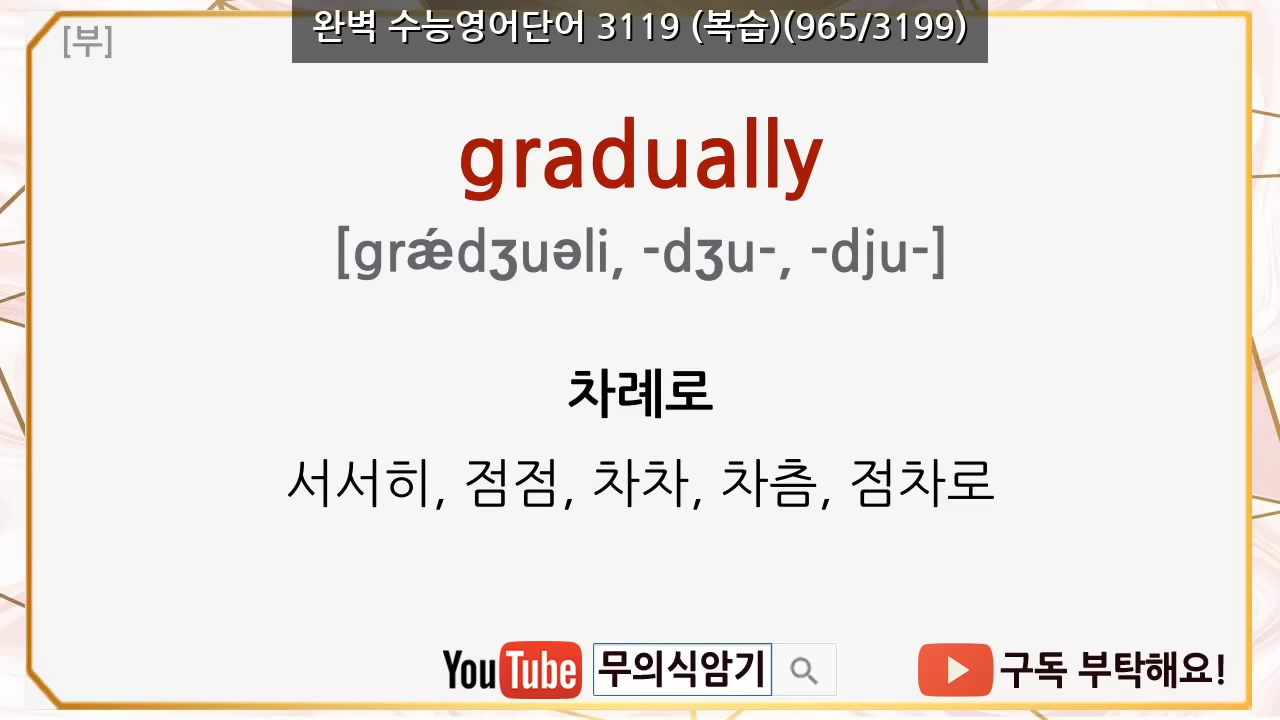 완벽 수능영어단어 3119 (복습)(965/3199)
[부]
gradually
[grǽdʒuəli, -dʒu-, -dju-]
차례로
서서히, 점점, 차차, 차츰, 점차로
YouTube 무의식암기 구독 부탁해요!